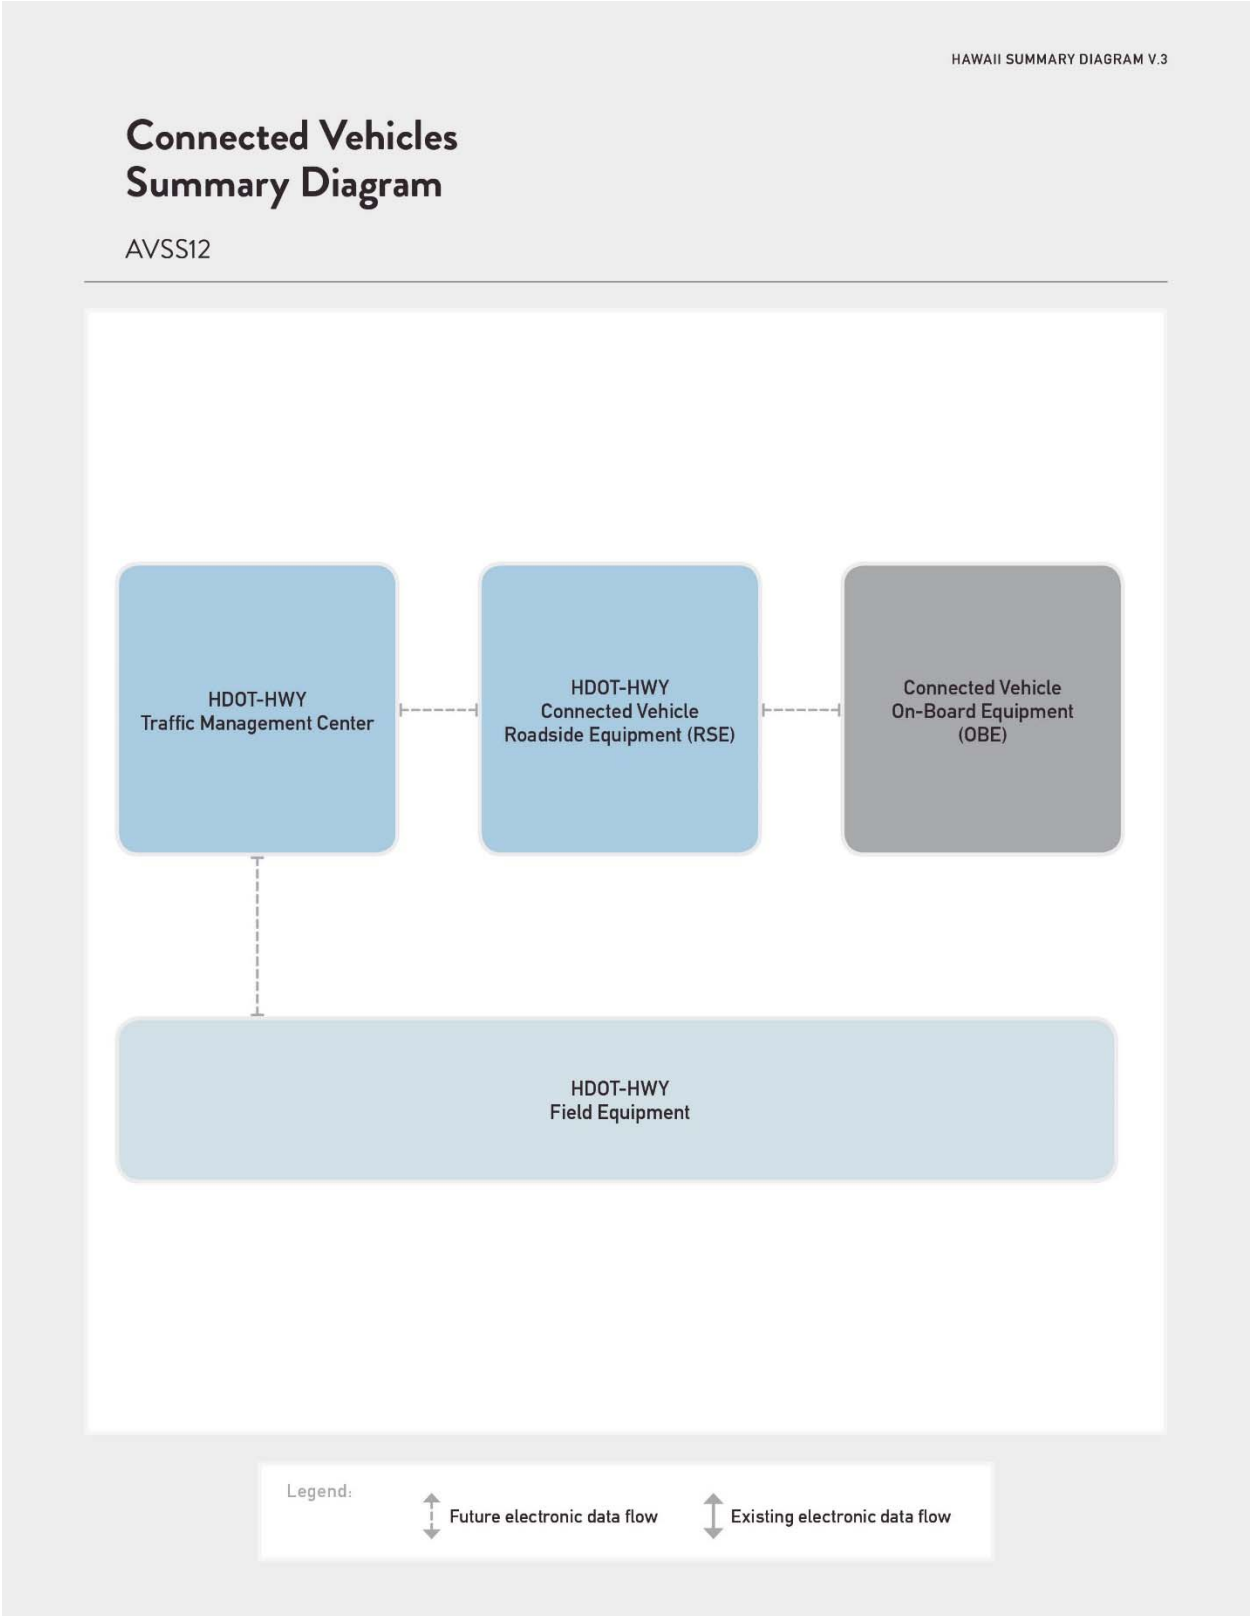 HAWAII SUMMARY DIAGRAM V.3
Connected Vehicles
Summary Diagram
AVSS12
HDOT-HWY
Traffic Management Center
HDOT-HWY
Connected Vehicle
Roadside Equipment (RSE)
Connected Vehicle
On-Board Equipment
(OBE)
HDOT-HWY
Field Equipment
Legend:
Future electronic data flow
Existing electronic data flow